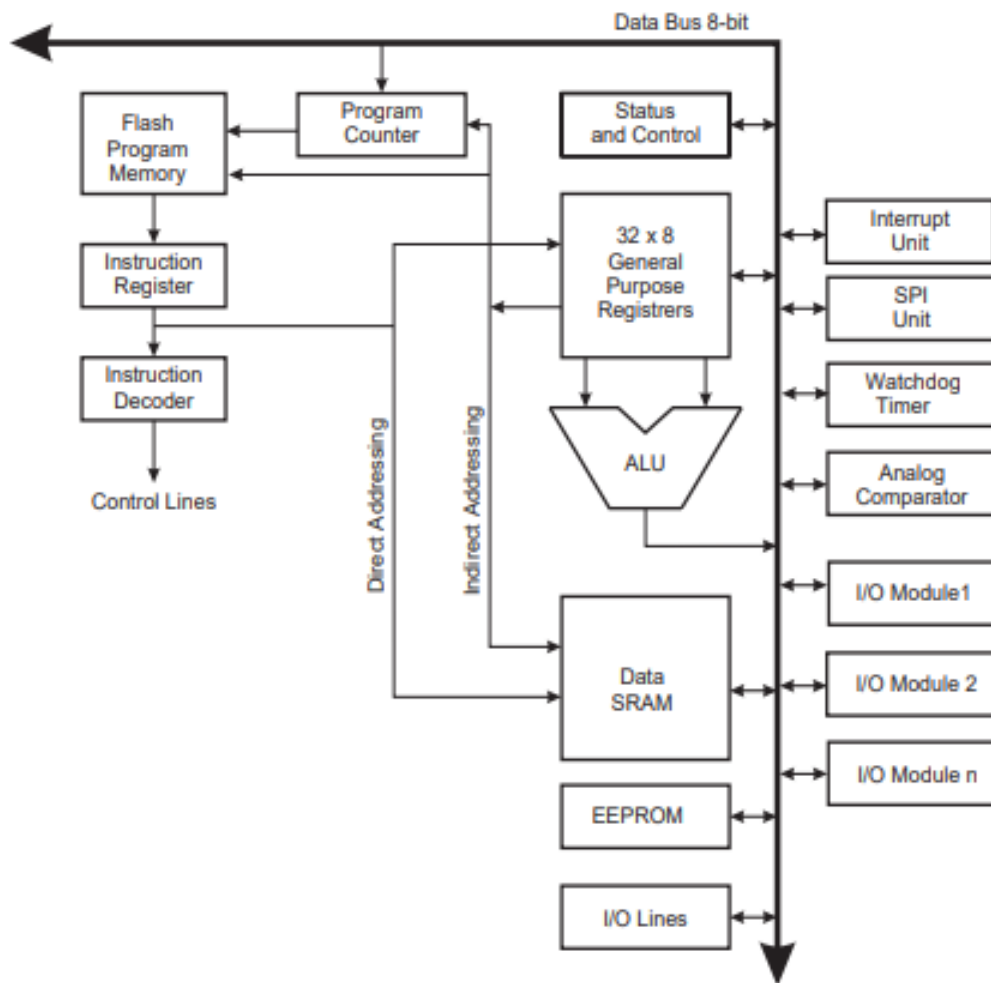 Data Bus 8-bit
Flash
Program
Memory
Program
Counter
Status
and Control
32 x 8
General
Purpose
Registrers
Interrupt
Unit
Instruction
Register
SPI
Unit
Instruction
Decoder
Watchdog
Timer
Direct Addressing
Indirect Addressing
ALU
Analog
Comparator
Control Lines
I/O Module1
Data
SRAM
I/O Module 2
I/O Module n
EEPROM
I/O Lines